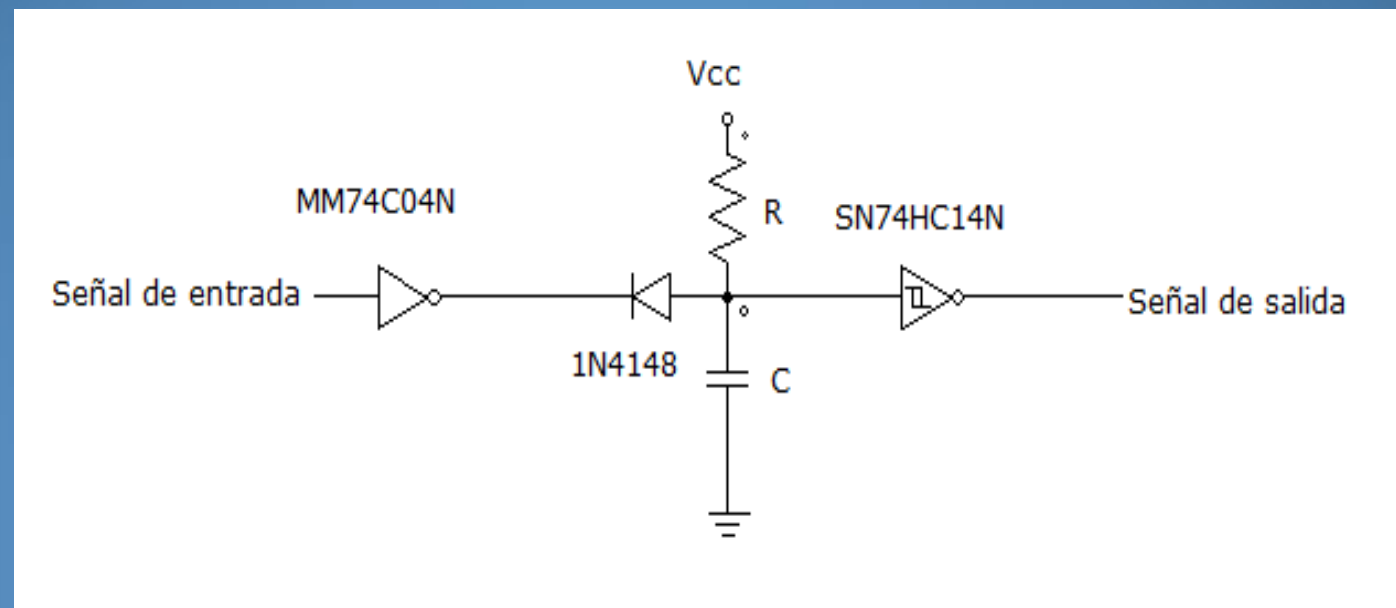 Vcc
MM74C04N
R
SN74HC14N
Señal de entrada
Señal de salida
1N4148
C